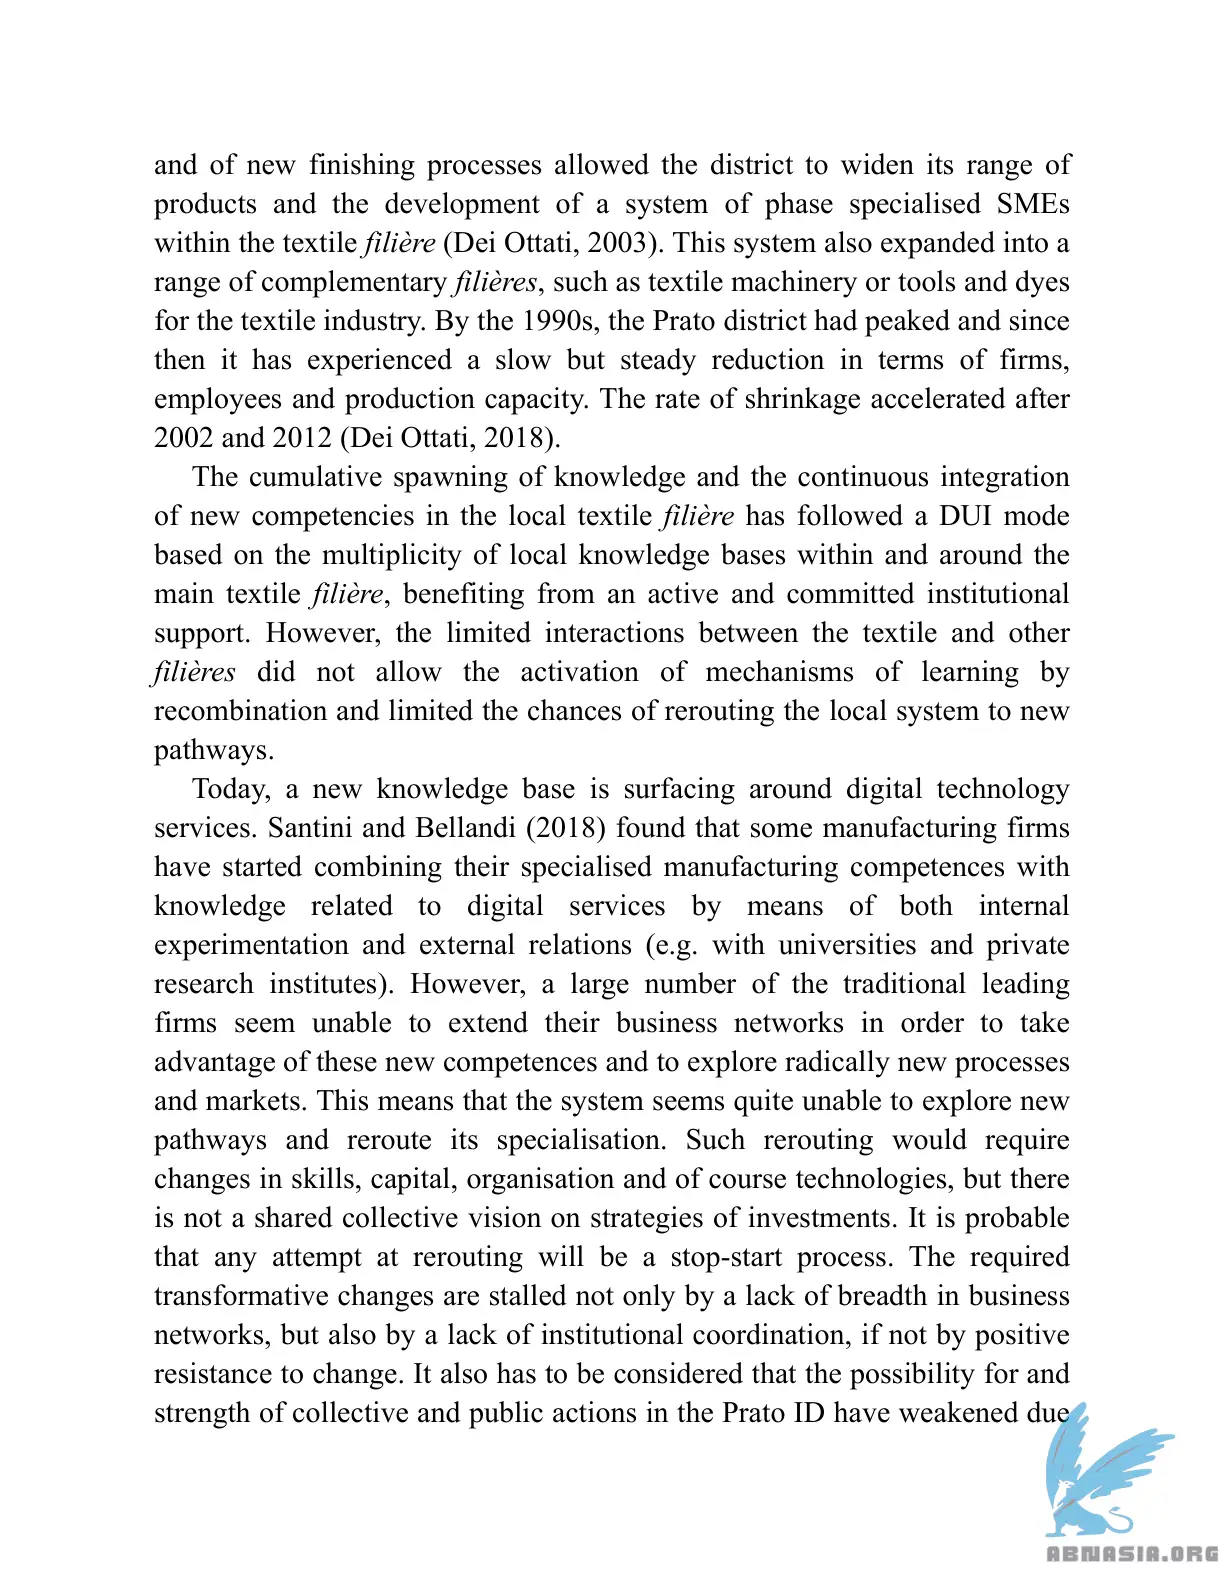 and of new finishing processes allowed the district to widen its range of
products and the development of a system of phase specialised SMEs
within the textile filière (Dei Ottati, 2003). This system also expanded into a
range of complementary filières, such as textile machinery or tools and dyes
for the textile industry. By the 1990s, the Prato district had peaked and since
then it has experienced a slow but steady reduction in terms of firms,
employees and production capacity. The rate of shrinkage accelerated after
2002 and 2012 (Dei Ottati, 2018).
The cumulative spawning of knowledge and the continuous integration
of new competencies in the local textile filière has followed a DUI mode
based on the multiplicity of local knowledge bases within and around the
main textile filière, benefiting from an active and committed institutional
support. However, the limited interactions between the textile and other
filières did not allow the activation of mechanisms of learning by
recombination and limited the chances of rerouting the local system to new
pathways.
Today, a new knowledge base is surfacing around digital technology
services. Santini and Bellandi (2018) found that some manufacturing firms
have started combining their specialised manufacturing competences with
knowledge related to digital services by means of both internal
experimentation and external relations (e.g. with universities and private
research institutes). However, a large number of the traditional leading
firms seem unable to extend their business networks in order to take
advantage of these new competences and to explore radically new processes
and markets. This means that the system seems quite unable to explore new
pathways and reroute its specialisation. Such rerouting would require
changes in skills, capital, organisation and of course technologies, but there
is not a shared collective vision on strategies of investments. It is probable
that any attempt at rerouting will be a stop-start process. The required
transformative changes are stalled not only by a lack of breadth in business
networks, but also by a lack of institutional coordination, if not by positive
resistance to change. It also has to be considered that the possibility for and
strength of collective and public actions in the Prato ID have weakened due
ABNASIA.ORG